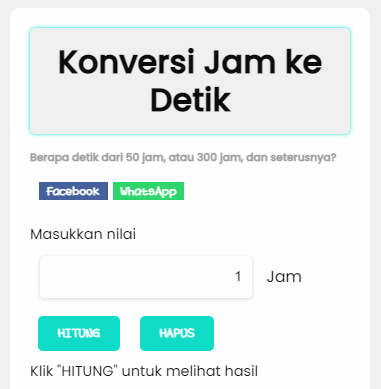 Konversi Jam ke
Detik
Berapa detik dari 50 jam, atau 300 jam, dan seterusnya?
Facebook WhatsApp
Masukkan nilai
1 Jam
HITUNG HAPUS
Klik "HITUNG" untuk melihat hasil